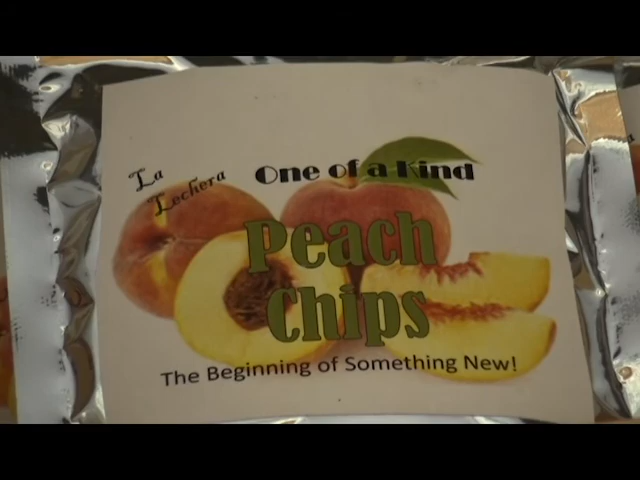 La
Lechera
One of a Kind
Peach
Chips
The Beginning of Something New!